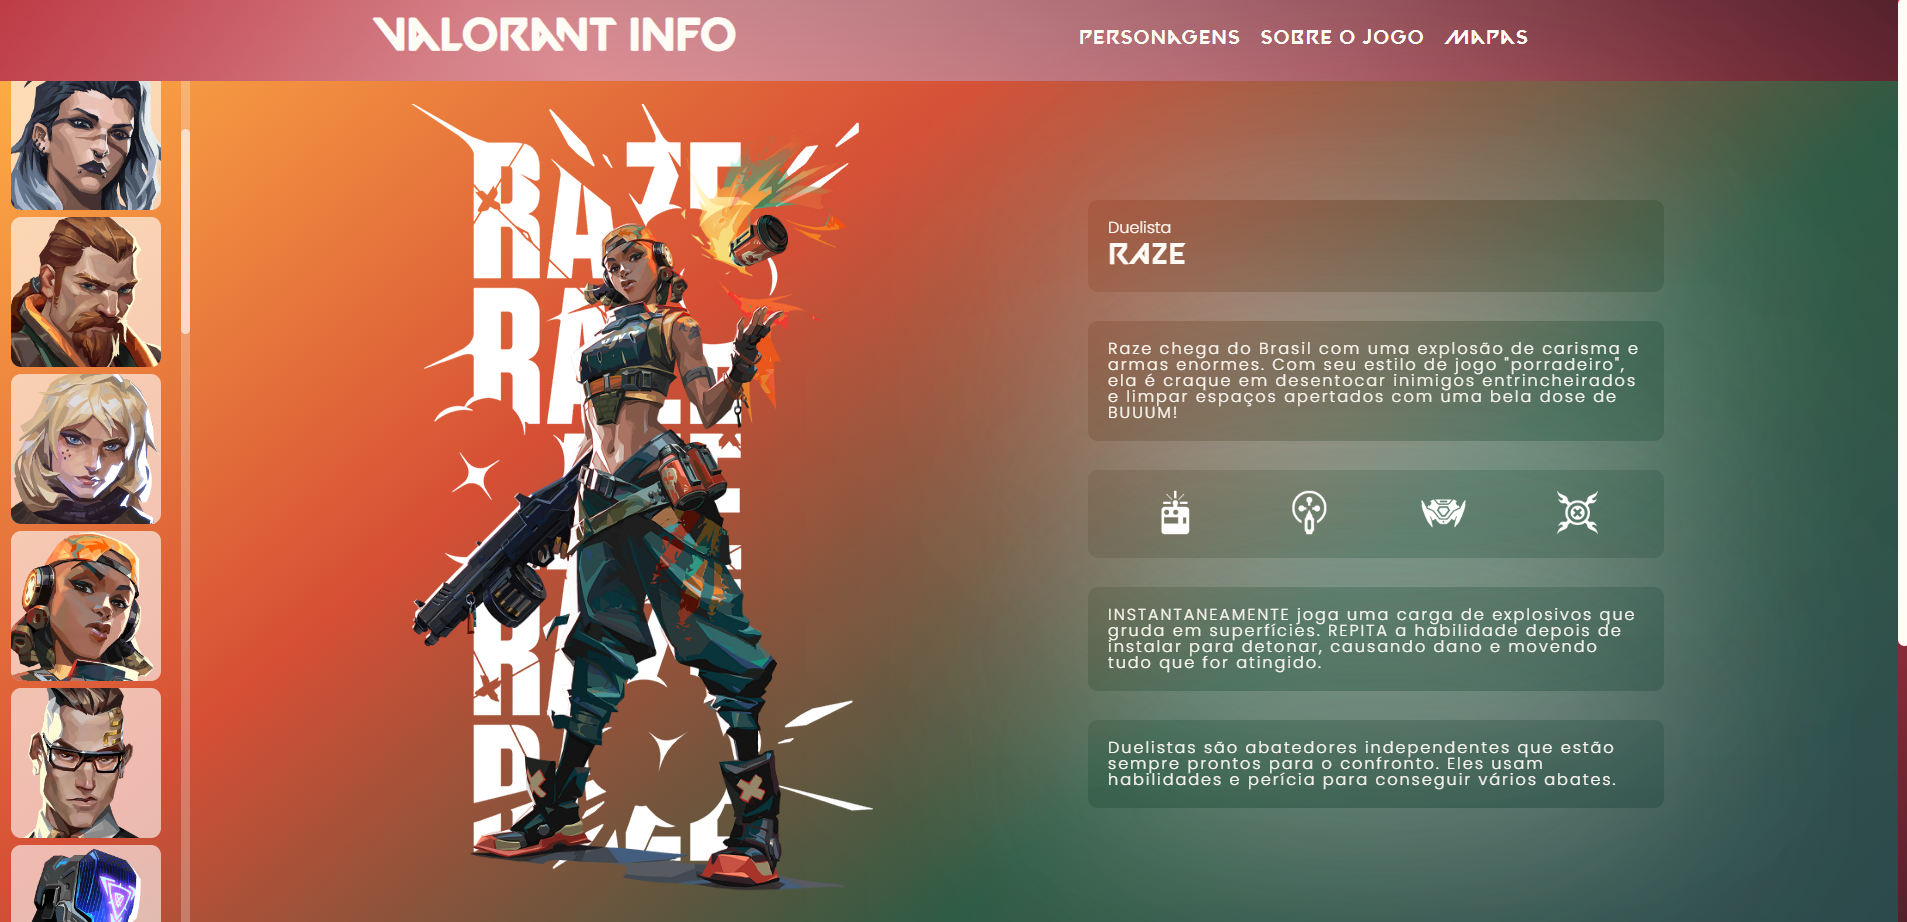 VALORANT INFO
PERSONAGENS SOBRE O JOGO MAPAS
RAZE
RAZE
RAZE
Duelista
RAZE
Raze chega do Brasil com uma explosão de carisma e
armas enormes. Com seu estilo de jogo "porradeiro",
ela é craque em desentocar inimigos entrincheirados
e limpar espaços apertados com uma bela dose de
BUUUM!
INSTANTANEAMENTE joga uma carga de explosivos que
gruda em superfícies. REPITA a habilidade depois de
instalar para detonar, causando dano e movendo
tudo que for atingido.
Duelistas são abatedores independentes que estão
sempre prontos para o confronto. Eles usam
habilidades e perícia para conseguir vários abates.